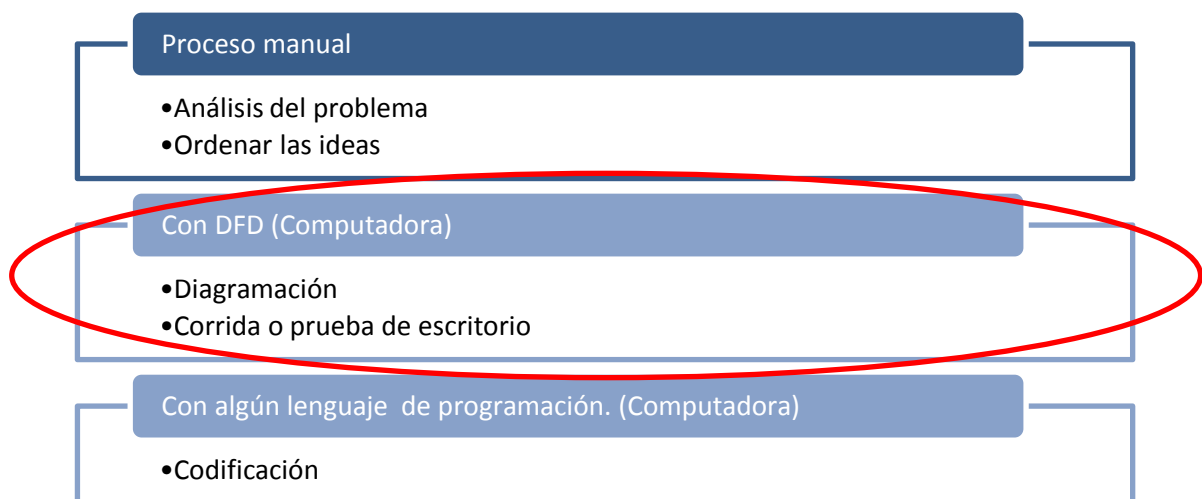 Proceso manual
•Análisis del problema
•Ordenar las ideas
Con DFD (Computadora)
•Diagramación
•Corrida o prueba de escritorio
Con algún lenguaje de programación. (Computadora)
•Codificación